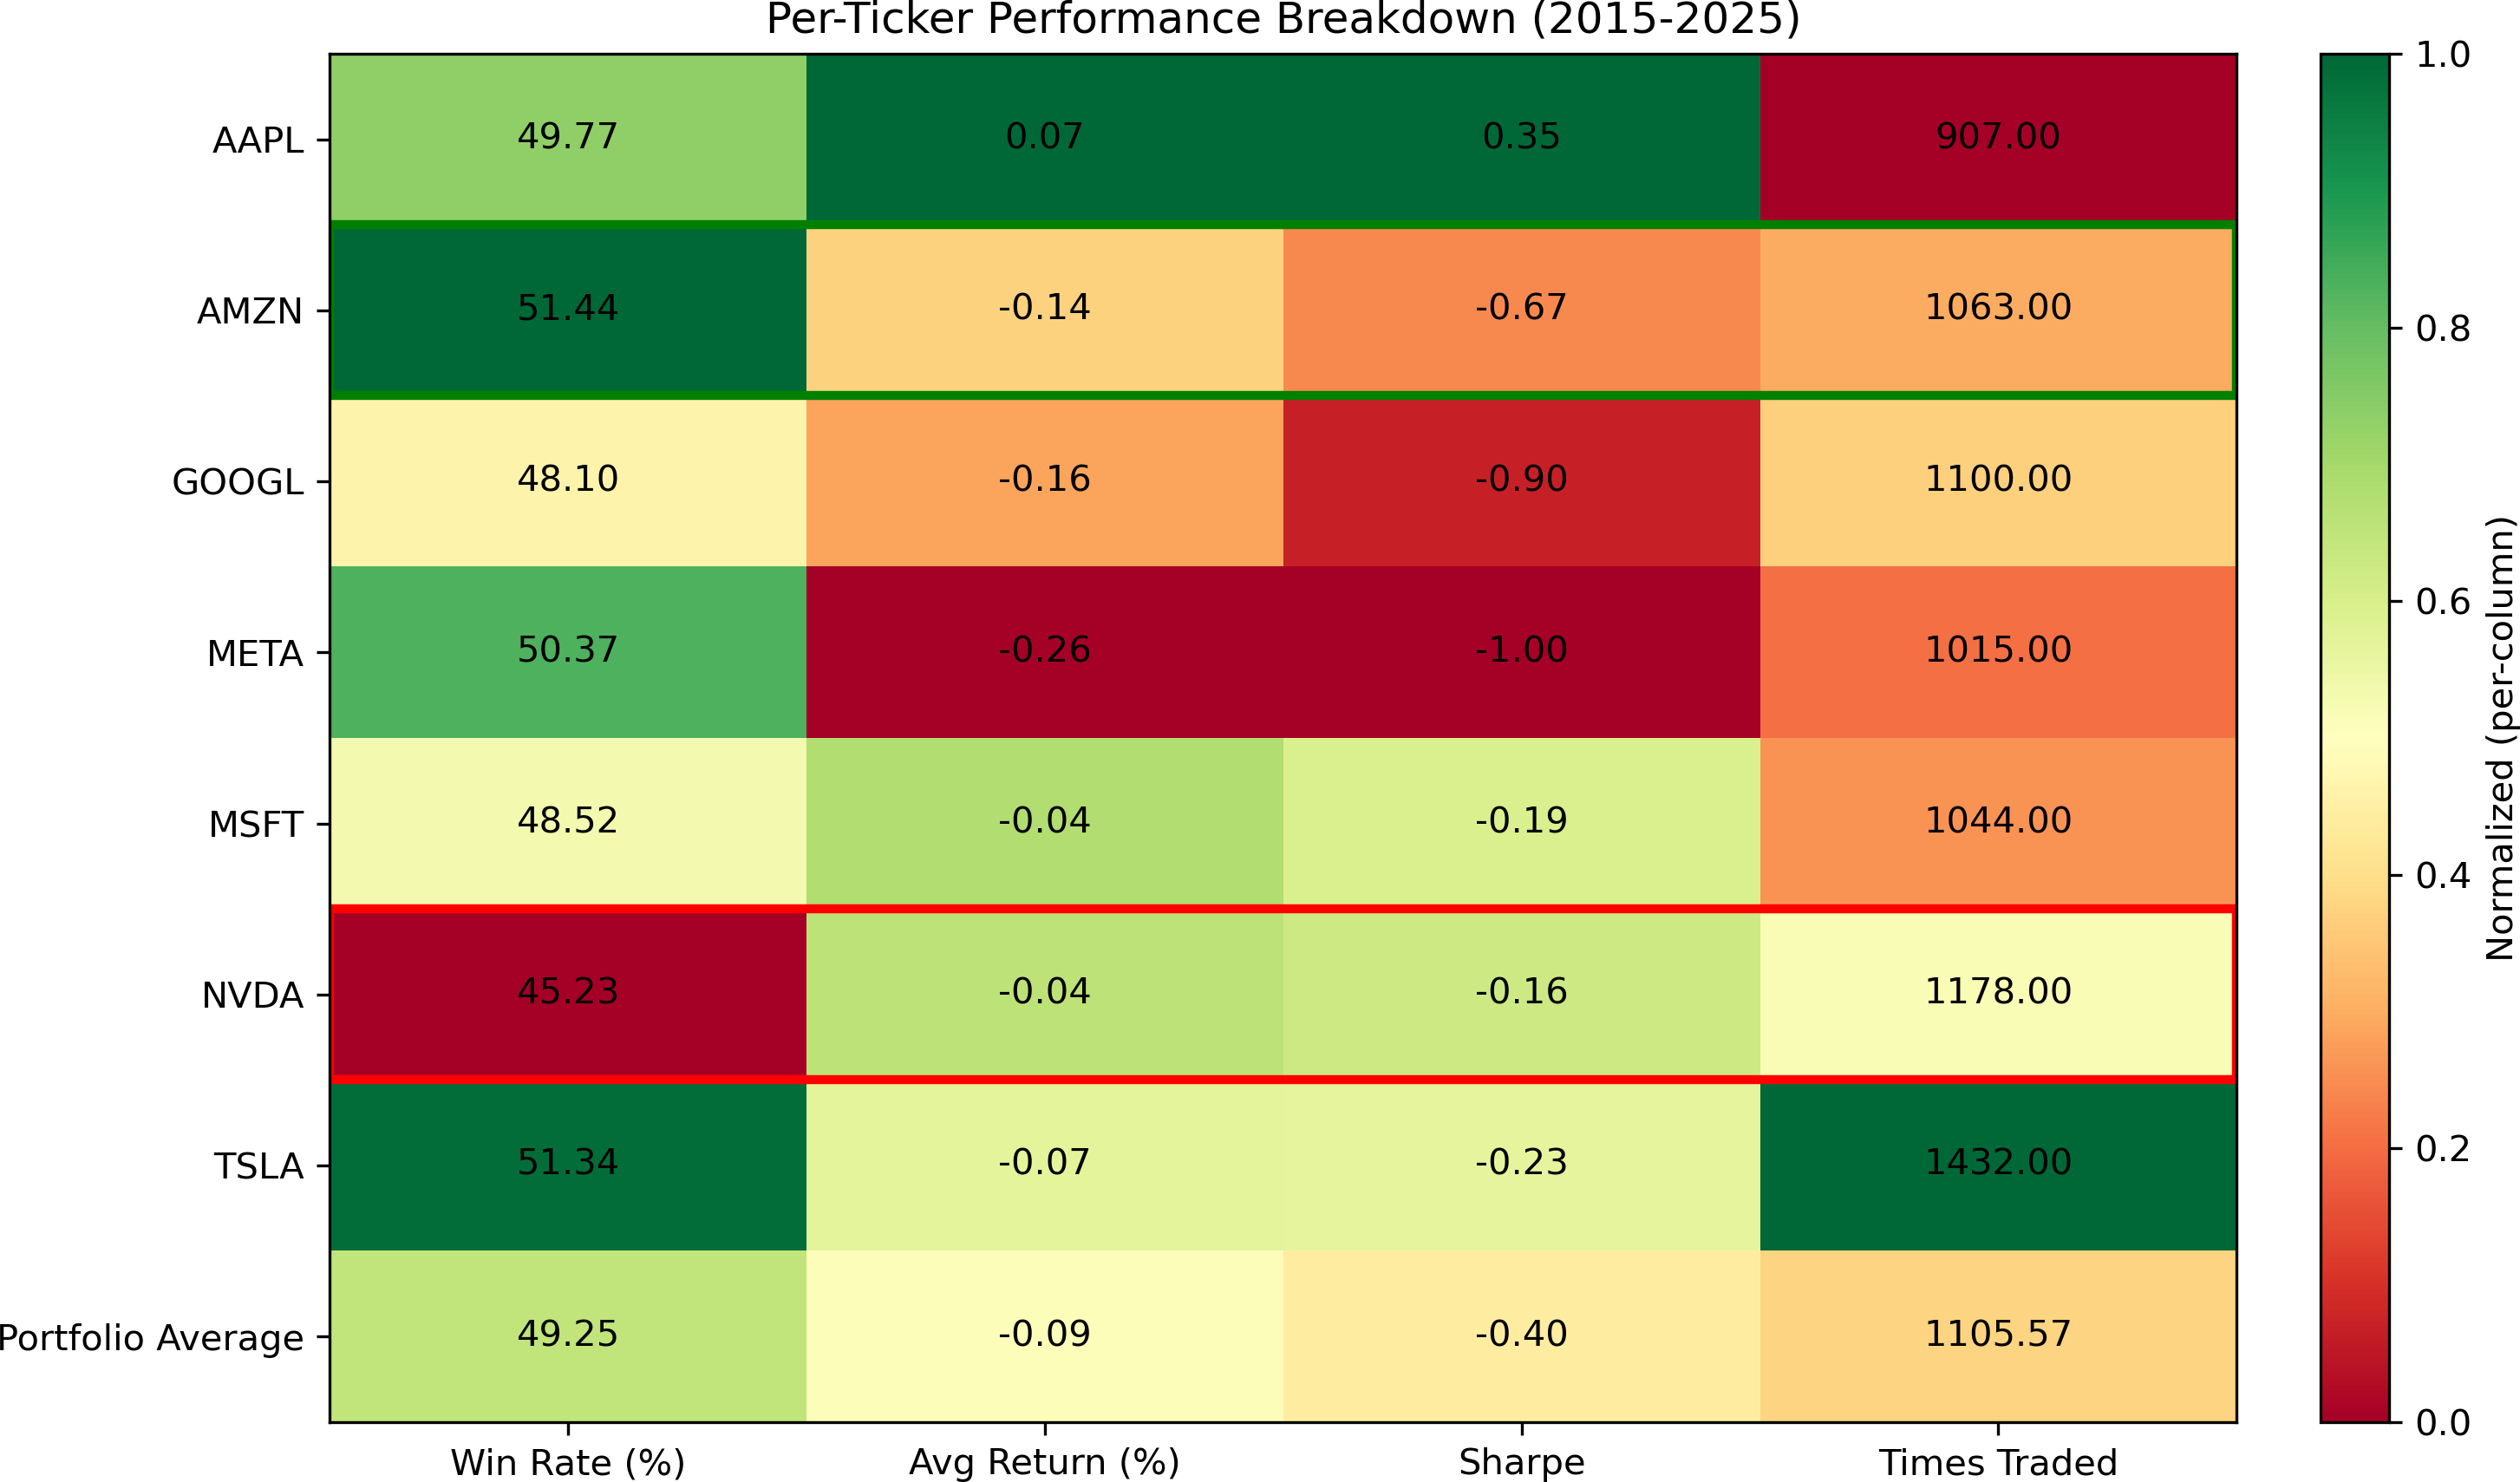 Per-Ticker Performance Breakdown (2015-2025)
AAPL 49.77 0.07 0.35 907.00
AMZN 51.44 -0.14 -0.67 1063.00
GOOGL 48.10 -0.16 -0.90 1100.00
META 50.37 -0.26 -1.00 1015.00
MSFT 48.52 -0.04 -0.19 1044.00
NVDA 45.23 -0.04 -0.16 1178.00
TSLA 51.34 -0.07 -0.23 1432.00
Portfolio Average 49.25 -0.09 -0.40 1105.57
Win Rate (%) Avg Return (%) Sharpe Times Traded
1.0
0.8
0.6
0.4
0.2
0.0
Normalized (per-column)